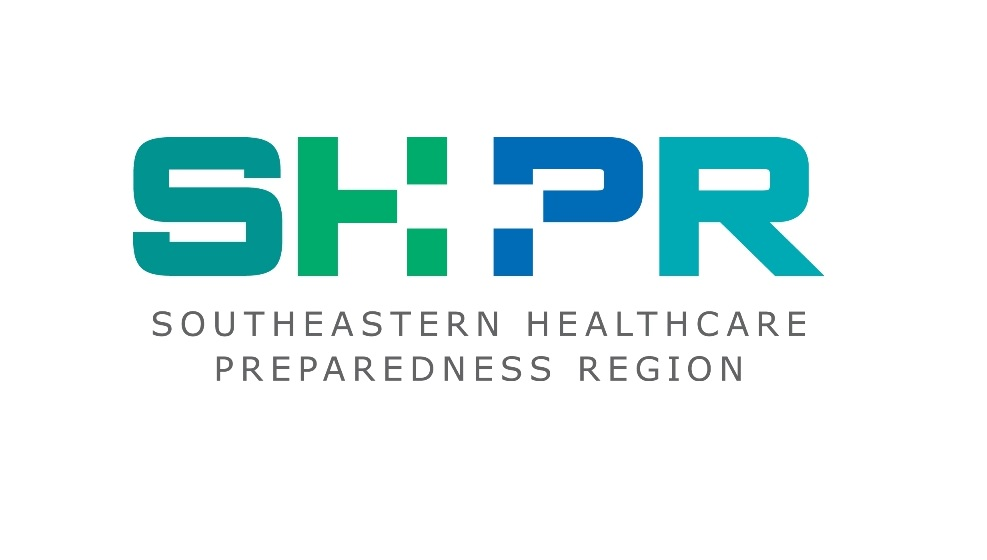 SHPR
SOUTHEASTERN HEALTHCARE
PREPAREDNESS REGION